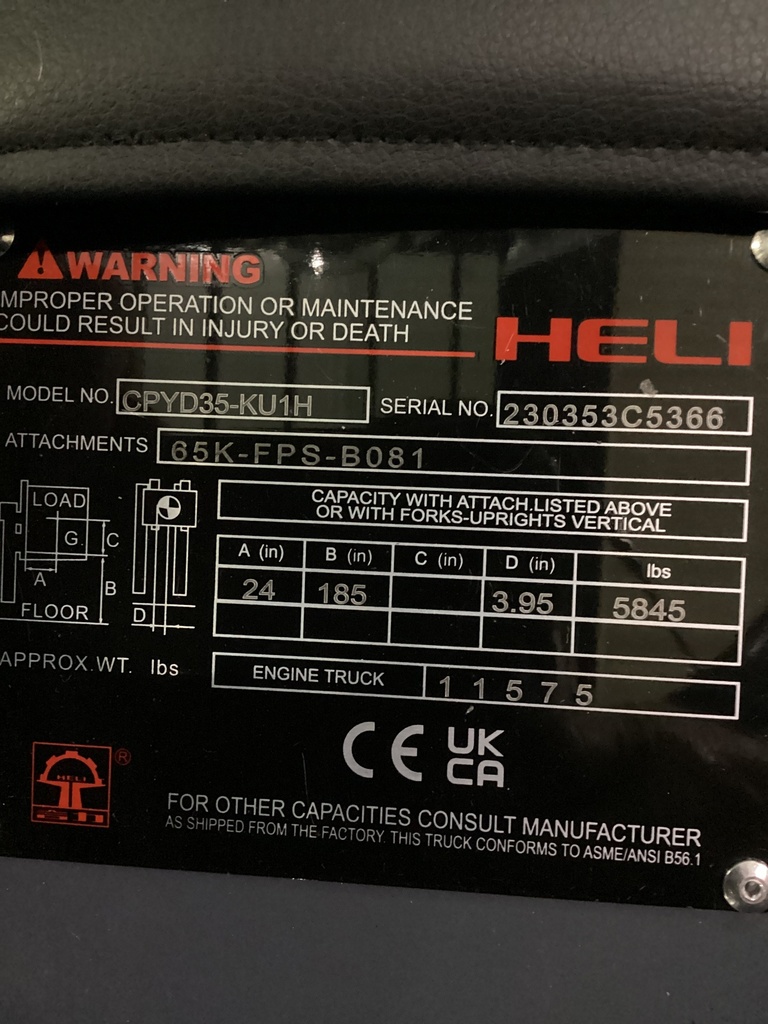 WARNING
IMPROPER OPERATION OR MAINTENANCE
COULD RESULT IN INJURY OR DEATH
HELI
MODEL NO. CPYD35-KU1H SERIAL NO. 230353C5366
ATTACHMENTS 65K-FPS-B081
LOAD
G.
C
A
B
FLOOR
D
CAPACITY WITH ATTACH.LISTED ABOVE
OR WITH FORKS-UPRIGHTS VERTICAL
A (in) B (in) C (in) D (in) lbs
24 185 3.95 5845
APPROX.WT. lbs ENGINE TRUCK 11575
CE UK
CA
HELI ®
FOR OTHER CAPACITIES CONSULT MANUFACTURER
AS SHIPPED FROM THE FACTORY. THIS TRUCK CONFORMS TO ASME/ANSI B56.1